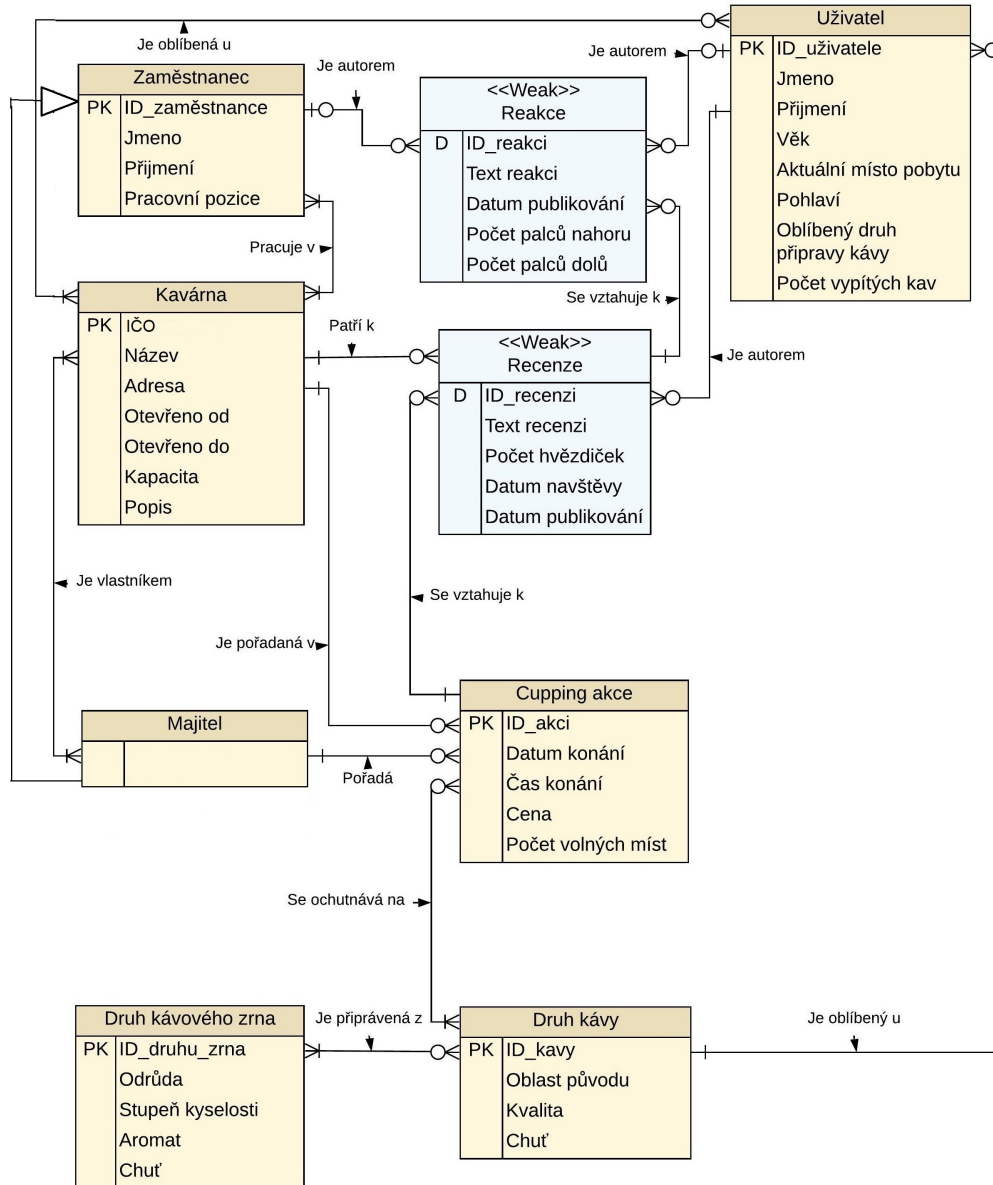 Je oblíbená u
Uživatel
PK ID_uživatele
Jmeno
Přijmení
Věk
Aktuální místo pobytu
Pohlaví
Oblíbený druh
připravy kávy
Počet vypítých kav
Zaměstnanec
PK ID_zaměstnance
Jmeno
Přijmení
Pracovní pozice
Je autorem
Je autorem
<<Weak>>
Reakce
D ID_reakci
Text reakci
Datum publikování
Počet palců nahoru
Počet palců dolů
Pracuje v
Se vztahuje k
Kavárna
PK IČO
Název
Adresa
Otevřeno od
Otevřeno do
Kapacita
Popis
Patří k
<<Weak>>
Recenze
D ID_recenzi
Text recenzi
Počet hvězdiček
Datum navštěvy
Datum publikování
Je autorem
Je vlastníkem
Se vztahuje k
Je pořadaná v
Majitel
Pořadá
Cupping akce
PK ID_akci
Datum konání
Čas konání
Cena
Počet volných míst
Se ochutnává na
Druh kávového zrna
PK ID_druhu_zrna
Odrůda
Stupeň kyselosti
Aromat
Chuť
Je připrávená z
Druh kávy
PK ID_kavy
Oblast původu
Kvalita
Chuť
Je oblíbený u